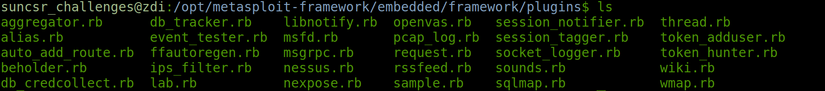 suncsr_challenges@zdi:/opt/metasploit-framework/embedded/framework/plugins$ ls
aggregator.rb db_tracker.rb libnotify.rb openvas.rb session_notifier.rb thread.rb
alias.rb event_tester.rb msfd.rb pcap_log.rb session_tagger.rb token_adduser.rb
auto_add_route.rb ffautoregen.rb msgrpc.rb request.rb socket_logger.rb token_hunter.rb
beholder.rb ips_filter.rb nessus.rb rssfeed.rb sounds.rb wiki.rb
db_credcollect.rb lab.rb nexpose.rb sample.rb sqlmap.rb wmap.rb